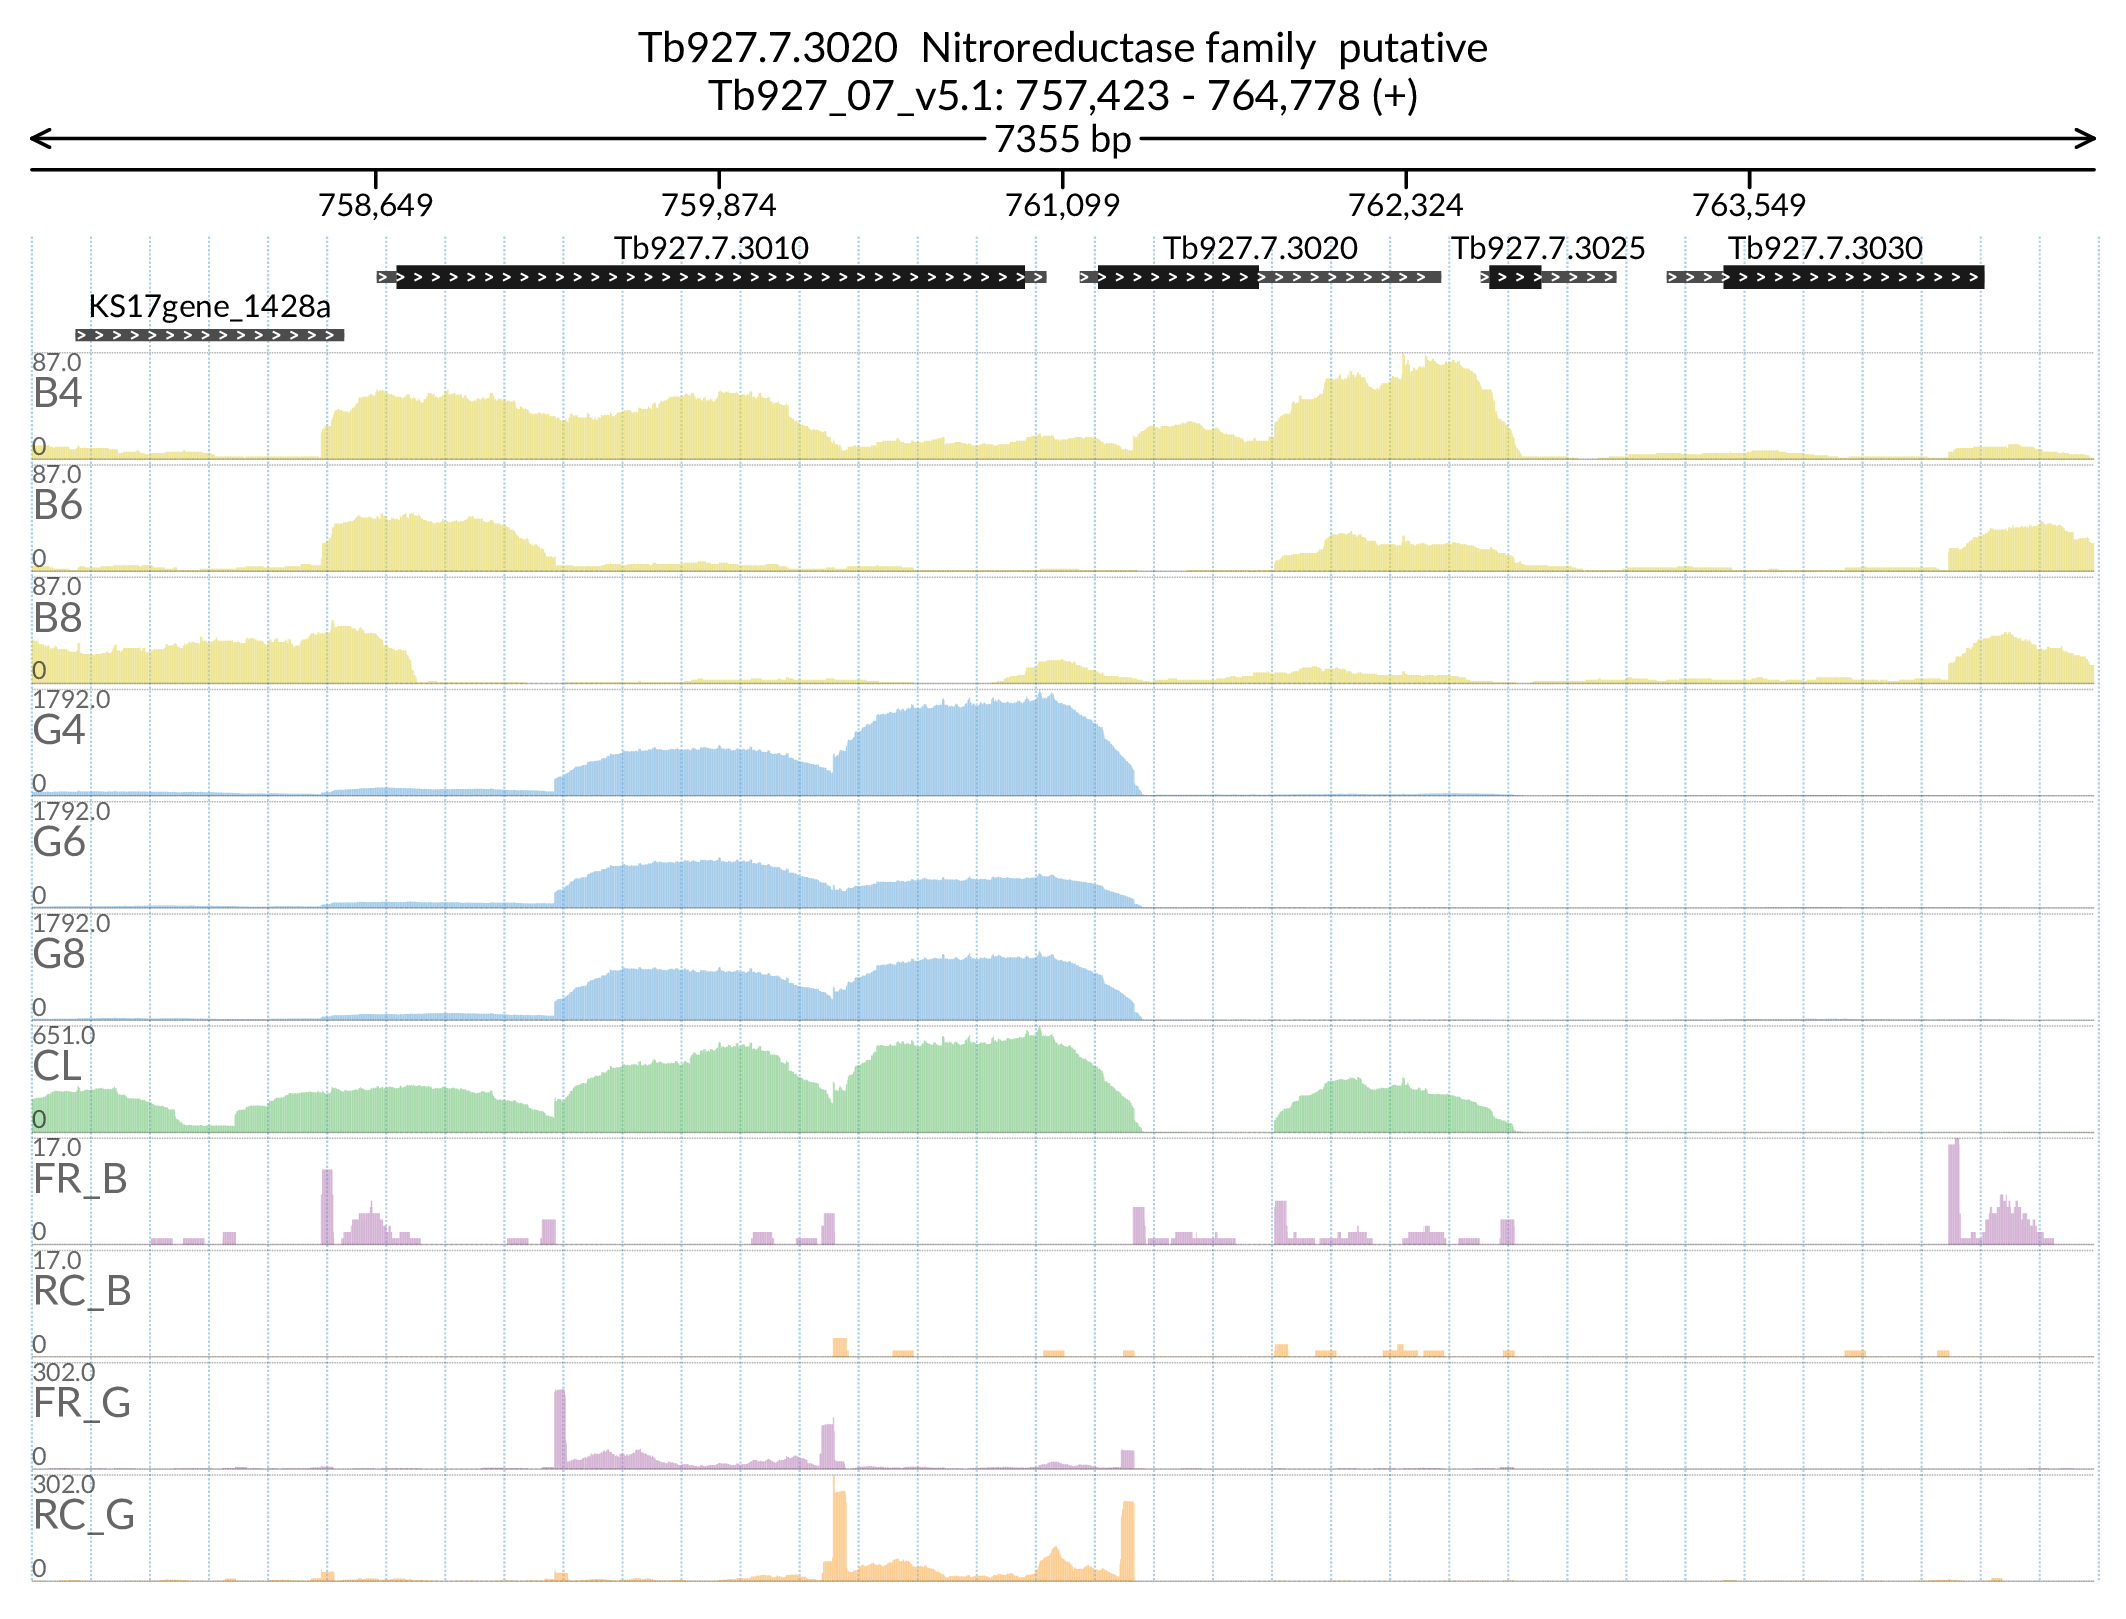 Tb927.7.3020  Nitroreductase family  putative
Tb927_07_v5.1: 757,423 - 764,778 (+)
7355 bp
758,649 759,874 761,099 762,324 763,549
Tb927.7.3010 Tb927.7.3020 Tb927.7.3025 Tb927.7.3030
KS17gene_1428a
87.0
B4
0
87.0
B6
0
87.0
B8
0
1792.0
G4
0
1792.0
G6
0
1792.0
G8
0
651.0
CL
0
17.0
FR_B
0
17.0
RC_B
0
302.0
FR_G
0
302.0
RC_G
0